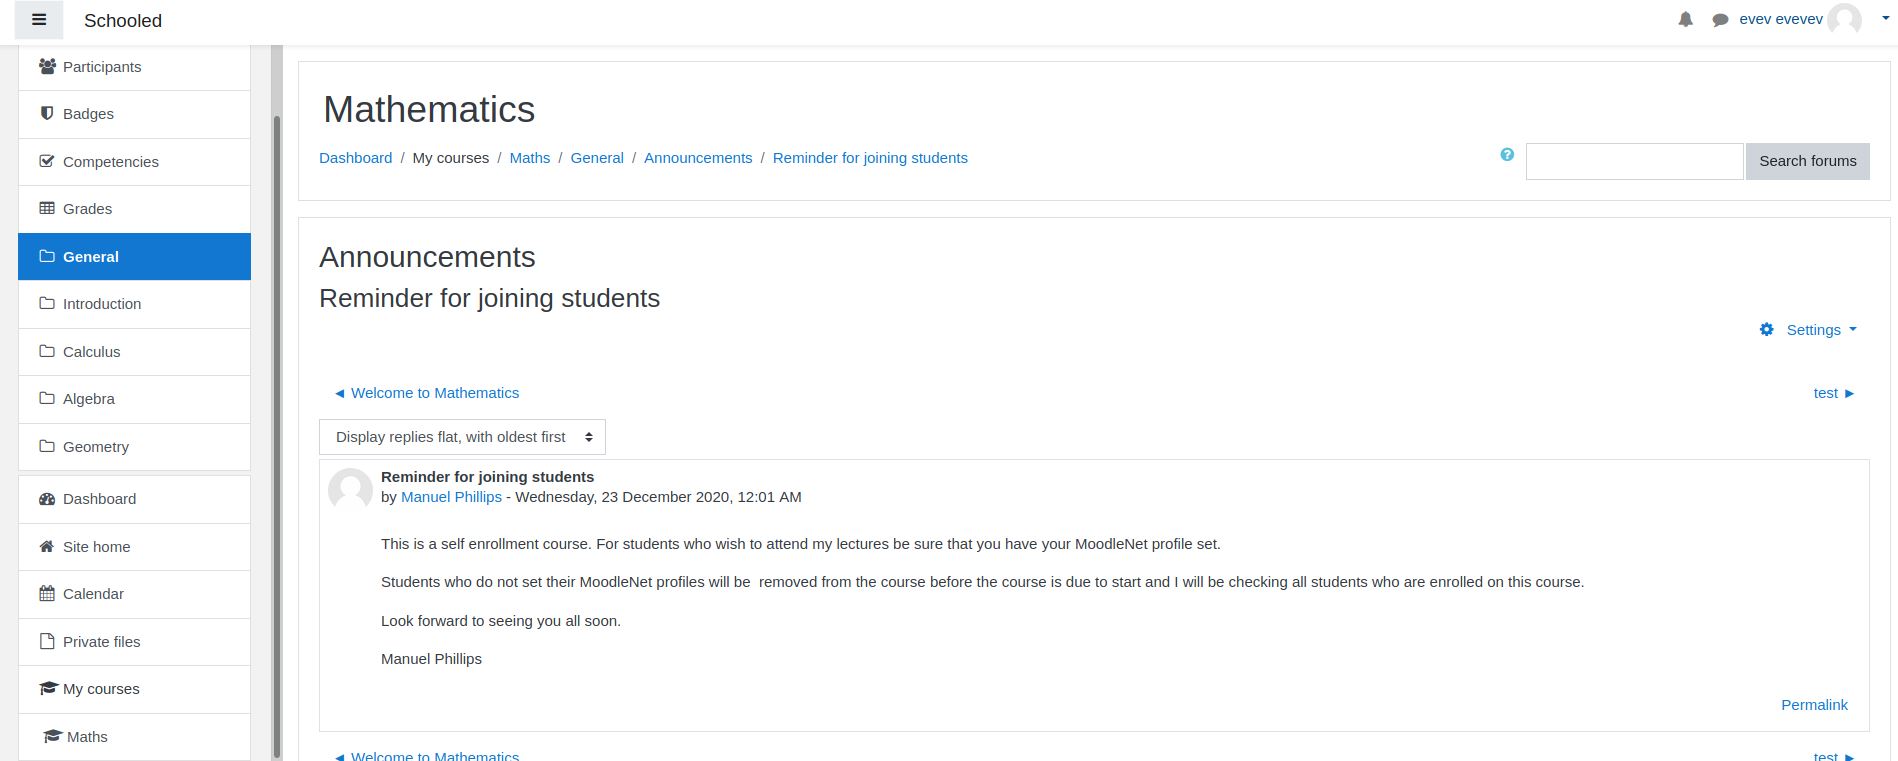 Schooled
evev evevev
Participants
Badges
Competencies
Grades
General
Introduction
Calculus
Algebra
Geometry
Dashboard
Site home
Calendar
Private files
My courses
Maths
Mathematics
Dashboard / My courses / Maths / General / Announcements / Reminder for joining students
Search forums
Announcements
Reminder for joining students
Settings
◄ Welcome to Mathematics
test ►
Display replies flat, with oldest first
Reminder for joining students
by Manuel Phillips - Wednesday, 23 December 2020, 12:01 AM
This is a self enrollment course. For students who wish to attend my lectures be sure that you have your MoodleNet profile set.
Students who do not set their MoodleNet profiles will be  removed from the course before the course is due to start and I will be checking all students who are enrolled on this course.
Look forward to seeing you all soon.
Manuel Phillips
Permalink
◄ Welcome to Mathematics
test ►